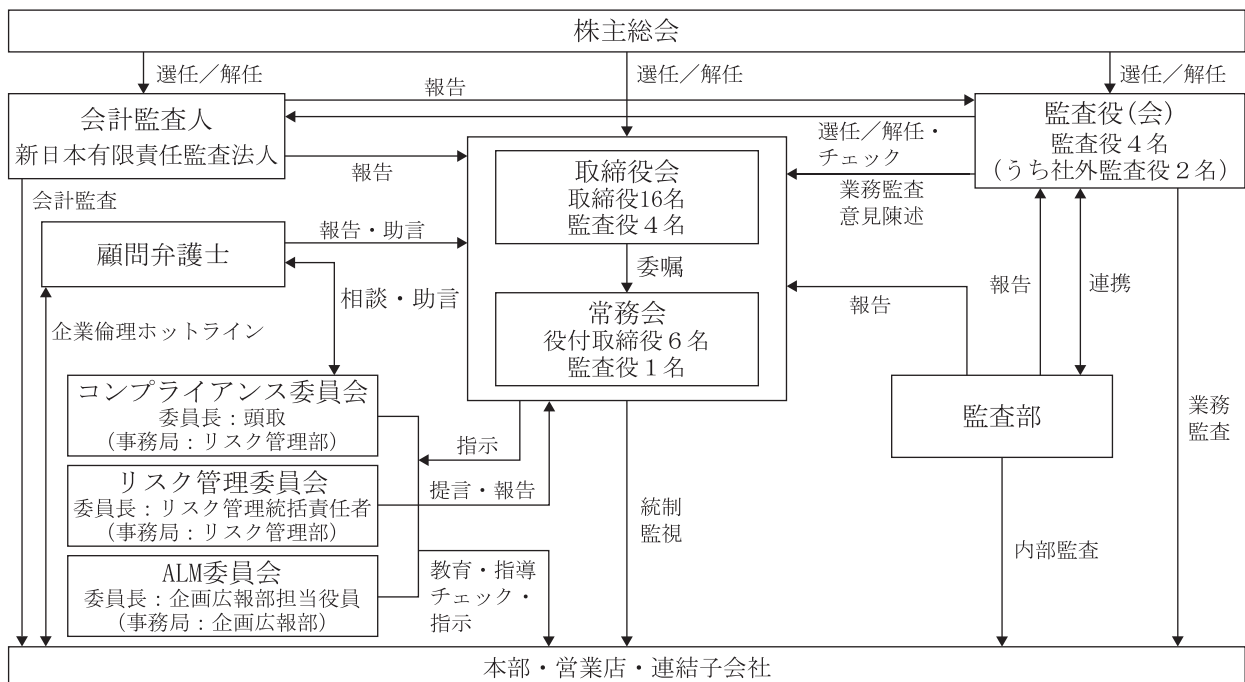 株主総会
選任／解任
選任／解任
選任／解任
報告
会計監査人
新日本有限責任監査法人
監査役(会)
監査役４名
(うち社外監査役２名)
選任／解任・
チェック
報告
業務監査
意見陳述
取締役会
取締役16名
監査役４名
会計監査
顧問弁護士
報告・助言
委嘱
相談・助言
企業倫理ホットライン
常務会
役付取締役６名
監査役１名
報告
報告
連携
コンプライアンス委員会
委員長：頭取
(事務局：リスク管理部)
監査部
業務
監査
指示
リスク管理委員会
委員長：リスク管理統括責任者
(事務局：リスク管理部)
提言・報告
統制
監視
内部監査
ALM委員会
委員長：企画広報部担当役員
(事務局：企画広報部)
教育・指導
チェック・
指示
本部・営業店・連結子会社